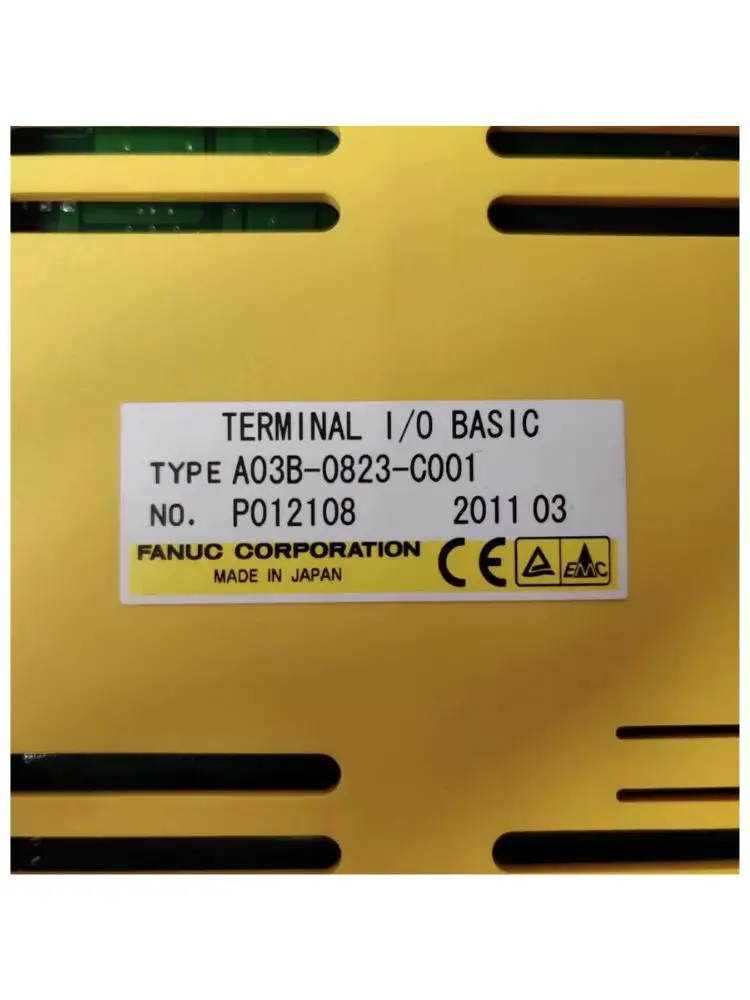 TERMINAL I/O BASIC
TYPE A03B-0823-C001
NO. P012108 2011 03
FANUC CORPORATION
MADE IN JAPAN
CE
EMC